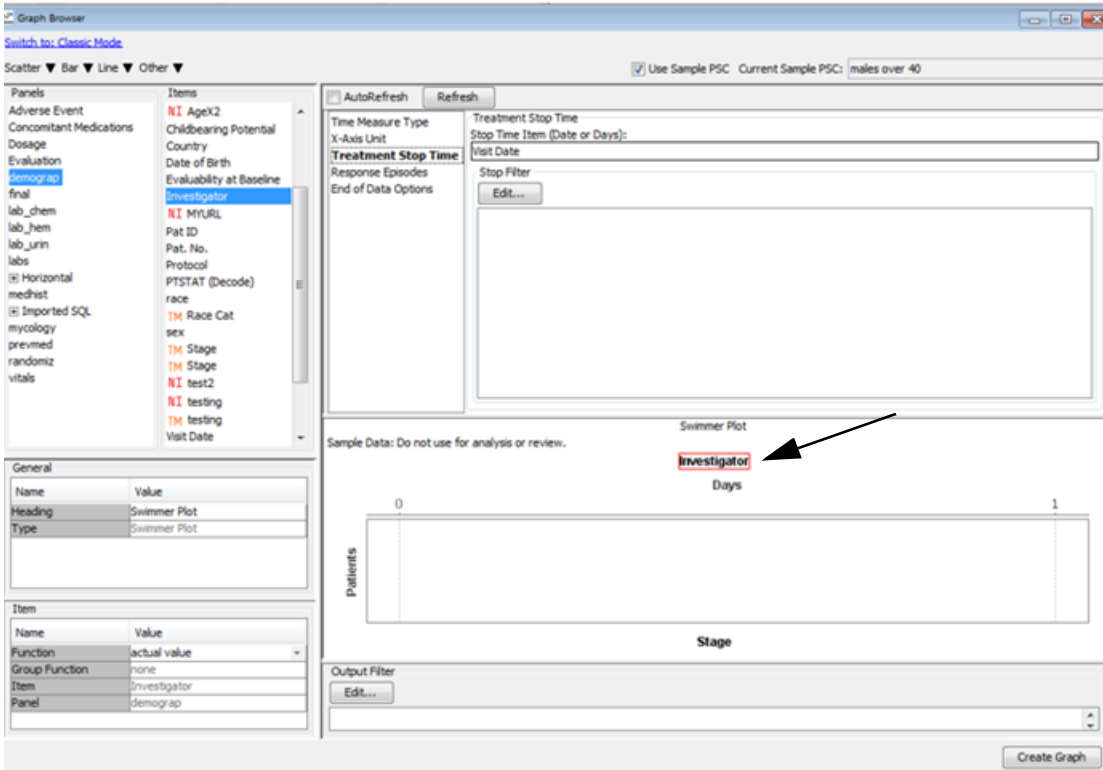 Graph Browser
Switch to: Classic Mode
Scatter ▼ Bar ▼ Line ▼ Other ▼
Use Sample PSC Current Sample PSC: males over 40
Panels
Adverse Event
Concomitant Medications
Dosage
Evaluation
demograp
final
lab_chem
lab_hem
lab_urin
labs
Horizontal
medhist
Imported SQL
mycology
prevmed
randomiz
vitals
Items
NI AgeX2
Childbearing Potential
Country
Date of Birth
Evaluability at Baseline
Investigator
NI MYURL
Pat ID
Pat. No.
Protocol
PTSTAT (Decode)
race
TM Race Cat
sex
TM Stage
TM Stage
NI test2
NI testing
TM testing
Visit Date
AutoRefresh Refresh
Time Measure Type
X-Axis Unit
Treatment Stop Time
Response Episodes
End of Data Options
Treatment Stop Time
Stop Time Item (Date or Days):
Visit Date
Stop Filter
Edit...
General
Name Value
Heading Swimmer Plot
Type Swimmer Plot
Item
Name Value
Function actual value
Group Function none
Item Investigator
Panel demograp
Swimmer Plot
Sample Data: Do not use for analysis or review.
Investigator
Days
0 1
Patients
Stage
Output Filter
Edit...
Create Graph